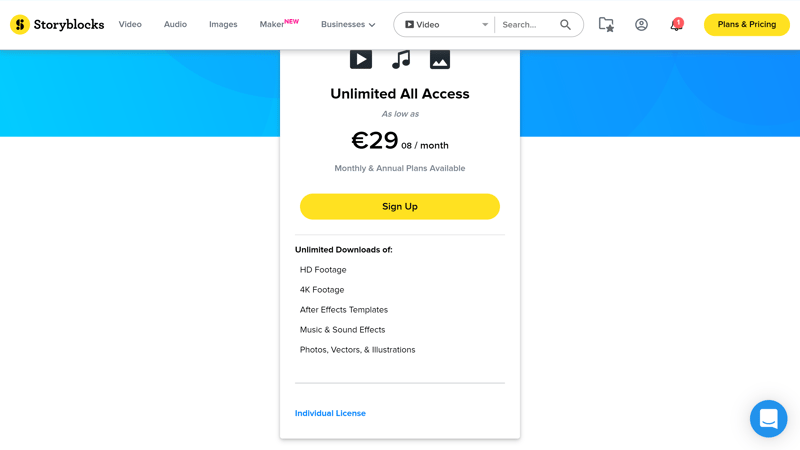 Storyblocks
Video
Audio
Images
MakerNEW
Businesses
Video
Search...
1
Plans & Pricing
Unlimited All Access
As low as
€29 08 / month
Monthly & Annual Plans Available
Sign Up
Unlimited Downloads of:
HD Footage
4K Footage
After Effects Templates
Music & Sound Effects
Photos, Vectors, & Illustrations
Individual License